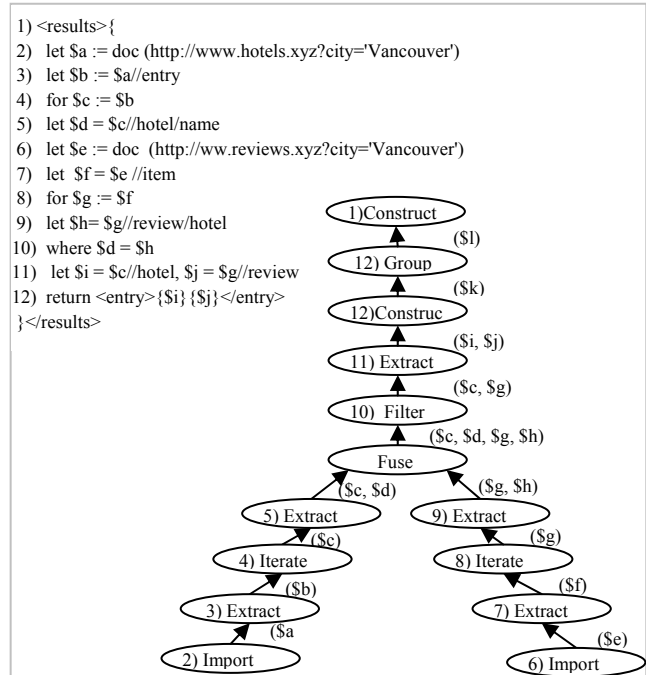 1) <results>{
2) let $a := doc (http://www.hotels.xyz?city='Vancouver')
3) let $b := $a//entry
4) for $c := $b
5) let $d = $c//hotel/name
6) let $e := doc (http://ww.reviews.xyz?city='Vancouver')
7) let $f = $e //item
8) for $g := $f
9) let $h= $g//review/hotel
10) where $d = $h
11) let $i = $c//hotel, $j = $g//review
12) return <entry>{$i}{$j}</entry>
}</results>
1)Construct
($l)
12) Group
($k)
12)Construc
($i, $j)
11) Extract
($c, $g)
10) Filter
($c, $d, $g, $h)
Fuse
($c, $d) ($g, $h)
5) Extract 9) Extract
($c) ($g)
4) Iterate 8) Iterate
($b) ($f)
3) Extract 7) Extract
($a ($e)
2) Import 6) Import